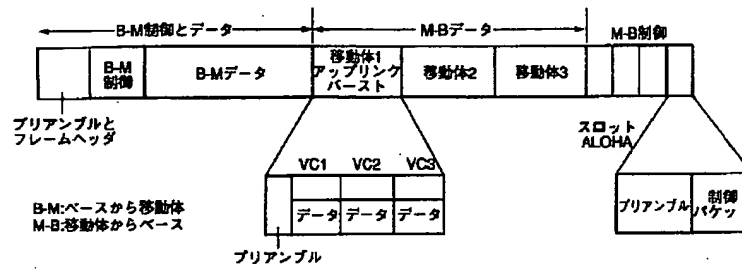 B-M制御とデータ
M-Bデータ
M-B制御
B-M
制御
B-Mデータ
移動体1
アップリンク
バースト
移動体2
移動体3
プリアンブルと
フレームヘッダ
スロット
ALOHA
VC1 VC2 VC3
データ データ データ
プリアンブル
プリアンブル
制御
パケッ
B-M:ベースから移動体
M-B:移動体からベース